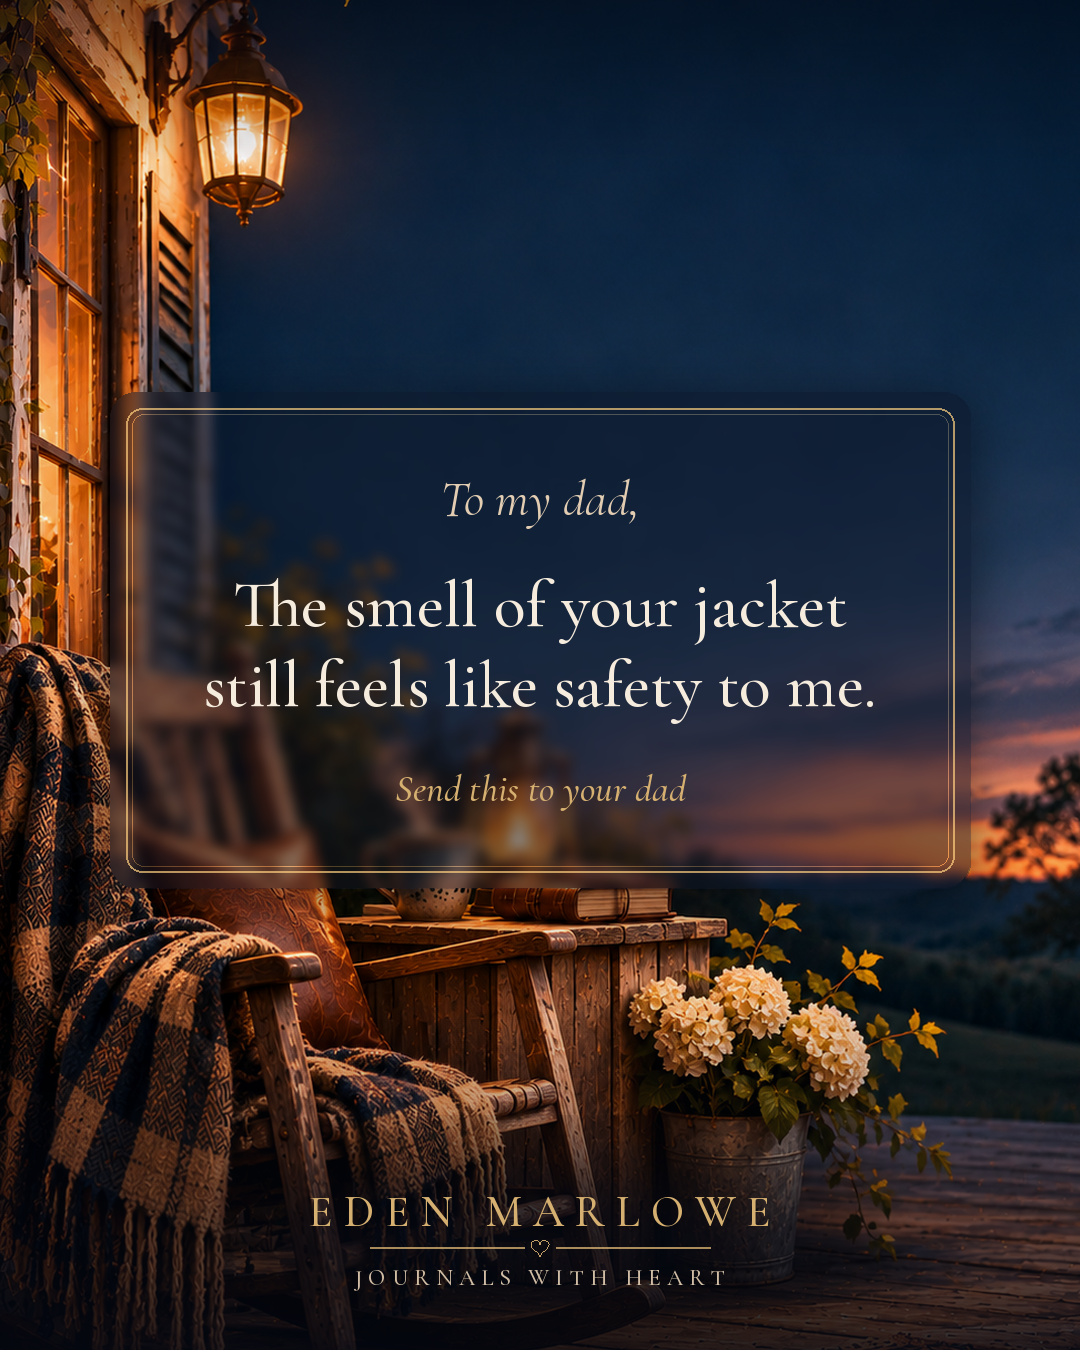 To my dad,
The smell of your jacket
still feels like safety to me.
Send this to your dad
EDEN MARLOWE
JOURNALS WITH HEART